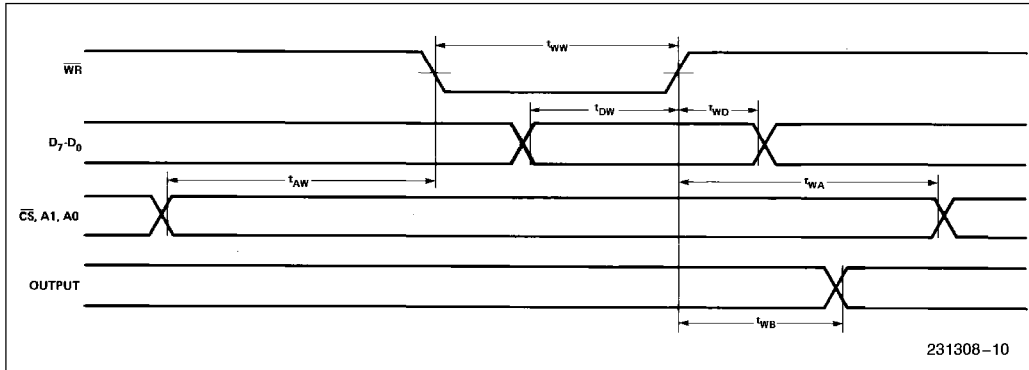 tWW
WR
tDW
tWD
D7-D0
tAW
tWA
CS, A1, A0
OUTPUT
tWB
231308–10